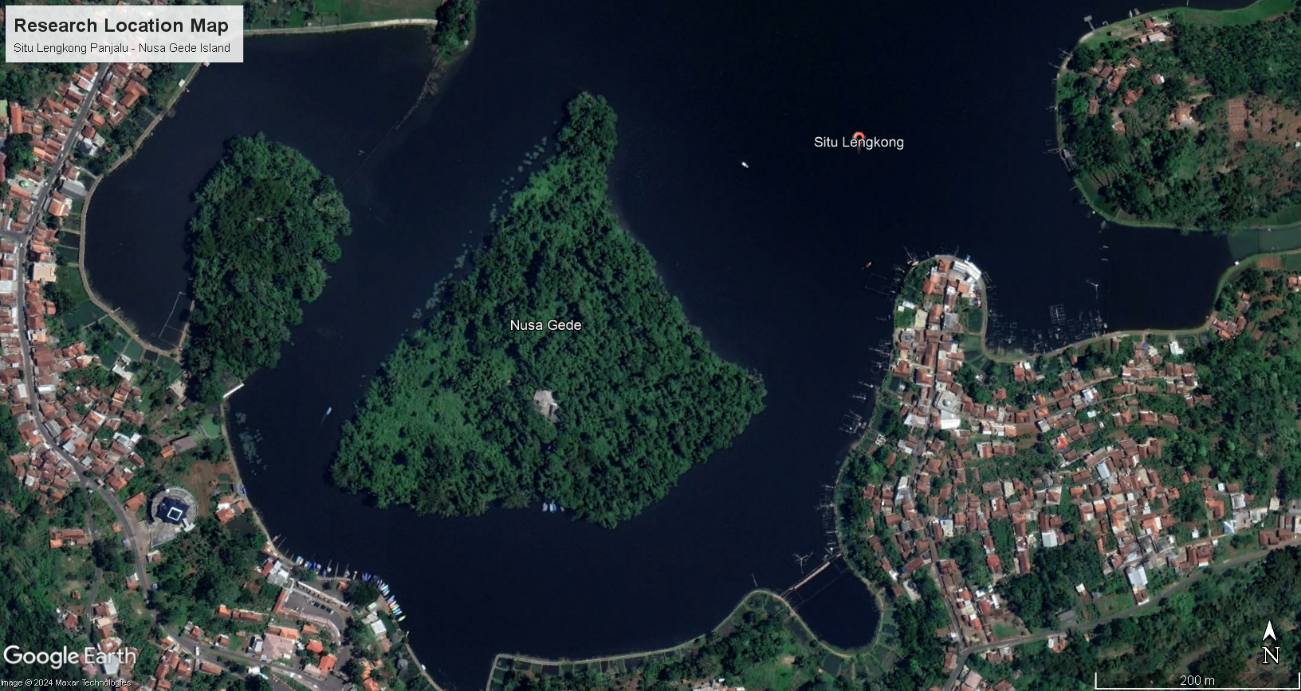 Research Location Map
Situ Lengkong Panjalu - Nusa Gede Island
Situ Lengkong
Nusa Gede
Google Earth
Image © 2024 Maxar Technologies
N
200 m